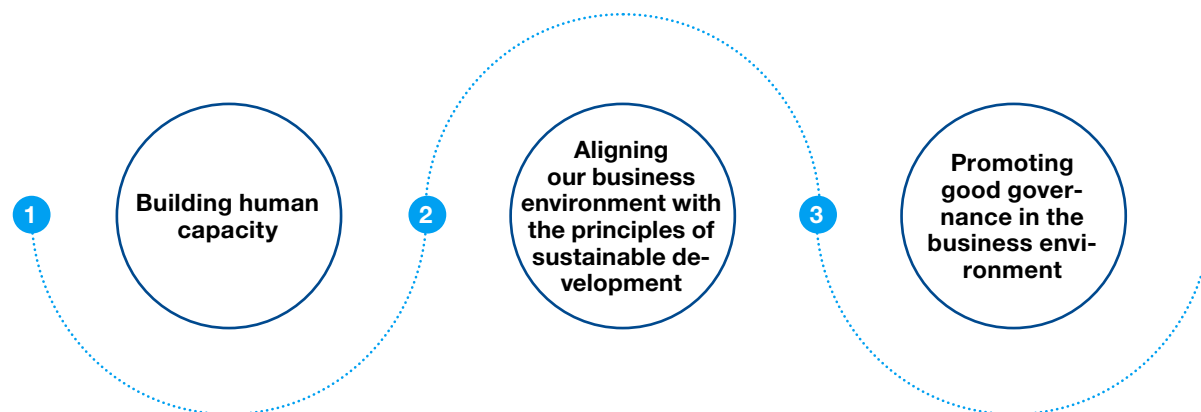 1
Building human
capacity
2
Aligning
our business
environment with
the principles of
sustainable de-
velopment
3
Promoting
good gover-
nance in the
business envi-
ronment